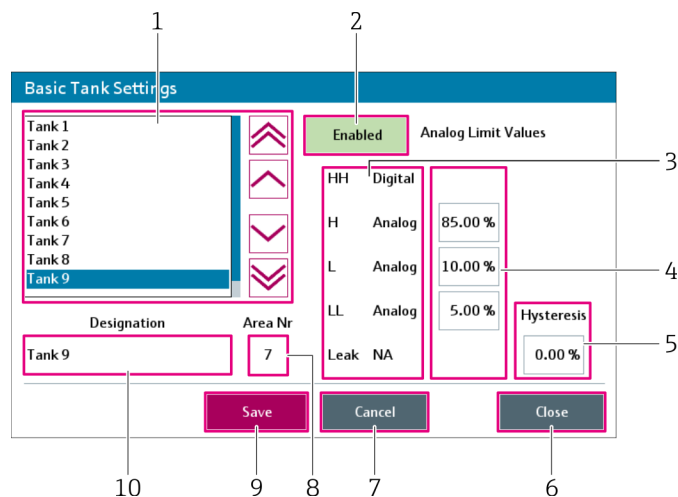 1
2
Basic Tank Settings
Tank 1
Tank 2
Tank 3
Tank 4
Tank 5
Tank 6
Tank 7
Tank 8
Tank 9
Enabled
Analog Limit Values
3
HH Digital
H Analog 85.00 %
L Analog 10.00 %
4
LL Analog 5.00 %
Leak NA
Hysteresis
5
0.00 %
Designation
Area Nr
Tank 9
7
Save
Cancel
Close
10
9
8
7
6